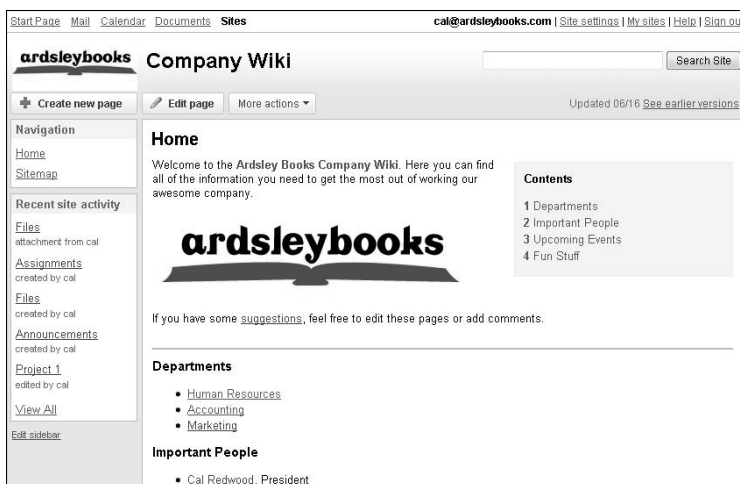 Start Page Mail Calendar Documents Sites
cal@ardsleybooks.com | Site settings | My sites | Help | Sign ou
ardsleybooks
Company Wiki
Search Site
Create new page
Edit page
More actions
Updated 06/16 See earlier versions
Navigation
Home
Sitemap
Recent site activity
Files
attachment from cal
Assignments
created by cal
Files
created by cal
Announcements
created by cal
Project 1
edited by cal
View All
Edit sidebar
Home
Welcome to the Ardsley Books Company Wiki. Here you can find
all of the information you need to get the most out of working our
awesome company.
Contents
1 Departments
2 Important People
3 Upcoming Events
4 Fun Stuff
ardsleybooks
If you have some suggestions, feel free to edit these pages or add comments.
Departments
• Human Resources
• Accounting
• Marketing
Important People
• Cal Redwood, President